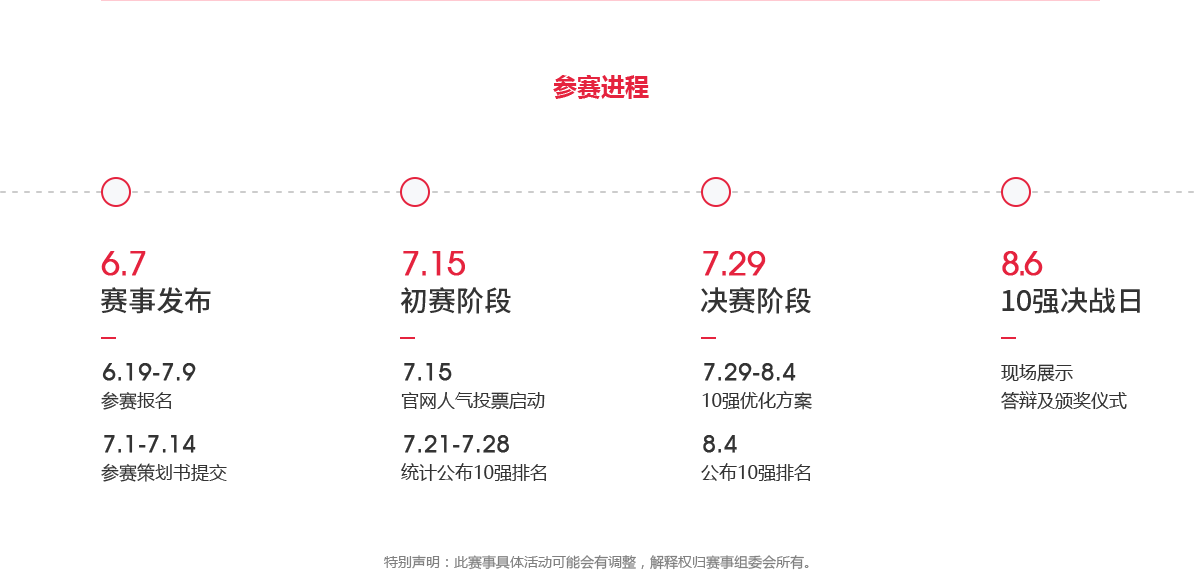 参赛进程
6.7
赛事发布
6.19-7.9
参赛报名
7.1-7.14
参赛策划书提交
7.15
初赛阶段
7.15
官网人气投票启动
7.21-7.28
统计公布10强排名
7.29
决赛阶段
7.29-8.4
10强优化方案
8.4
公布10强排名
8.6
10强决战日
现场展示
答辩及颁奖仪式
特别声明：此赛事具体活动可能会有调整，解释权归赛事组委会所有。